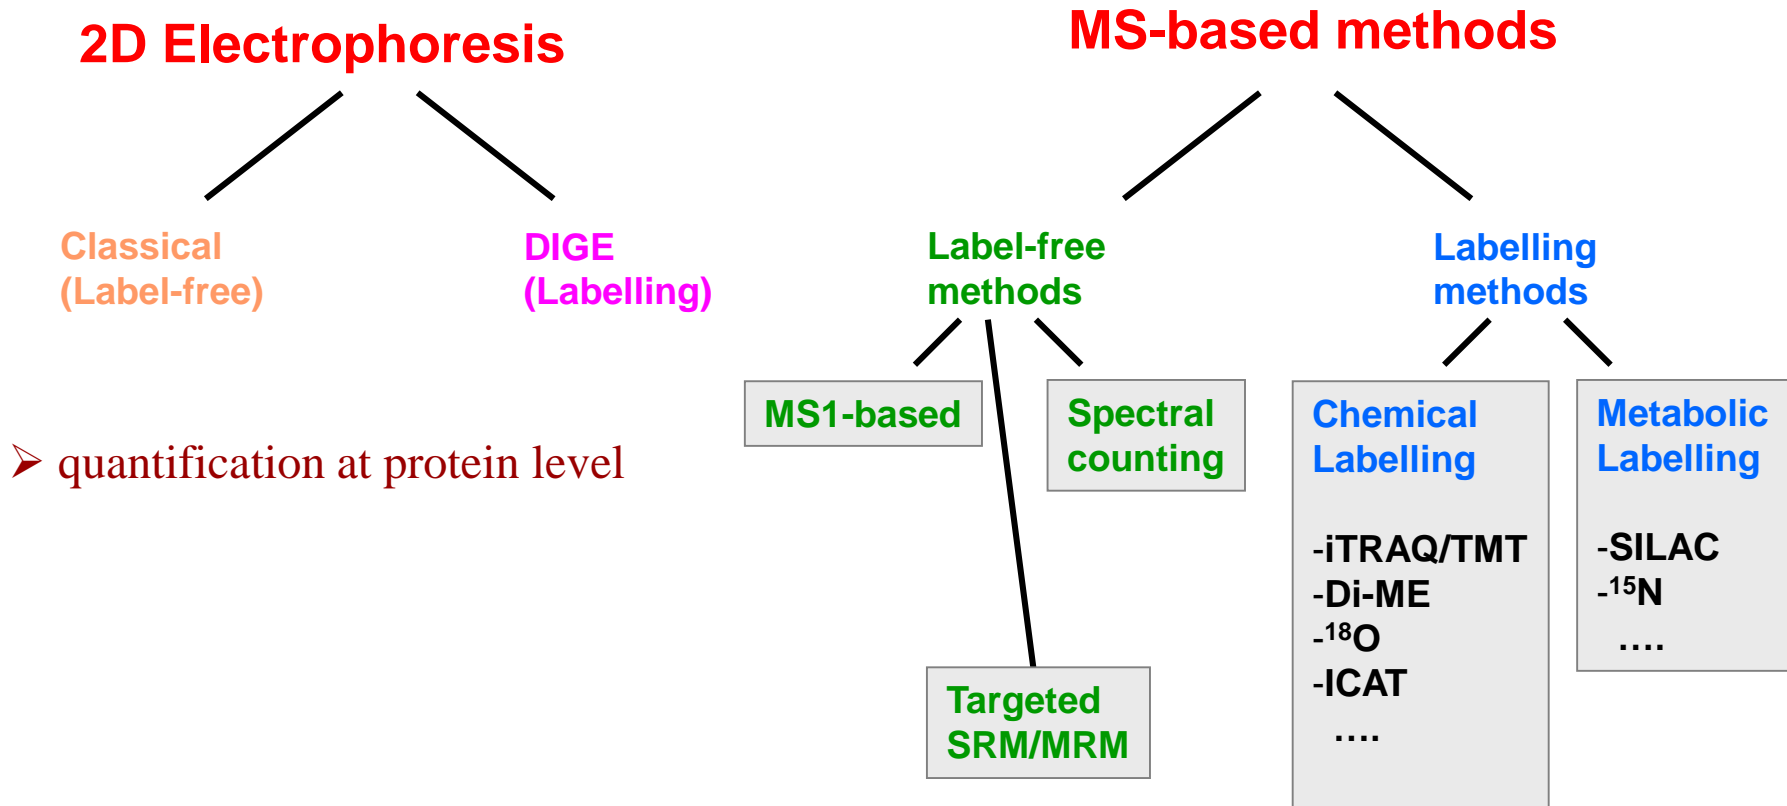 2D Electrophoresis
Classical
(Label-free)
DIGE
(Labelling)
➢ quantification at protein level
MS-based methods
Label-free
methods
MS1-based
Spectral
counting
Targeted
SRM/MRM
Labelling
methods
Chemical
Labelling
-iTRAQ/TMT
-Di-ME
-¹⁸O
-ICAT
....
Metabolic
Labelling
-SILAC
-¹⁵N
....